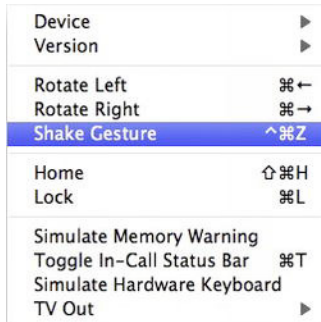 Device ▶
Version ▶
Rotate Left ⌘←
Rotate Right ⌘→
Shake Gesture ^⌘Z
Home ⇧⌘H
Lock ⌘L
Simulate Memory Warning
Toggle In-Call Status Bar ⌘T
Simulate Hardware Keyboard
TV Out ▶